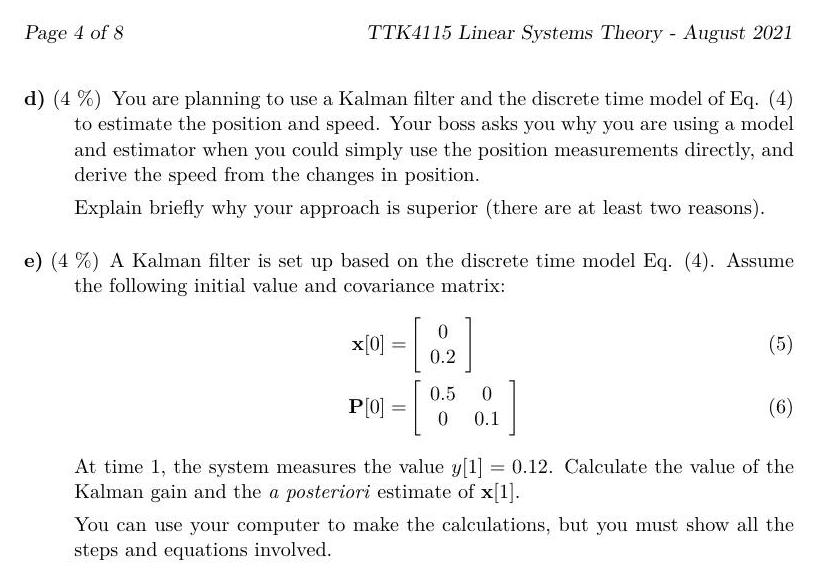 Page 4 of 8 TTK4115 Linear Systems Theory - August 2021
d) (4 %) You are planning to use a Kalman filter and the discrete time model of Eq. (4)
to estimate the position and speed. Your boss asks you why you are using a model
and estimator when you could simply use the position measurements directly, and
derive the speed from the changes in position.
Explain briefly why your approach is superior (there are at least two reasons).
e) (4 %) A Kalman filter is set up based on the discrete time model Eq. (4). Assume
the following initial value and covariance matrix:
x[0] = [ 0
0.2 ] (5)
P[0] = [ 0.5 0
0 0.1 ] (6)
At time 1, the system measures the value y[1] = 0.12. Calculate the value of the
Kalman gain and the a posteriori estimate of x[1].
You can use your computer to make the calculations, but you must show all the
steps and equations involved.